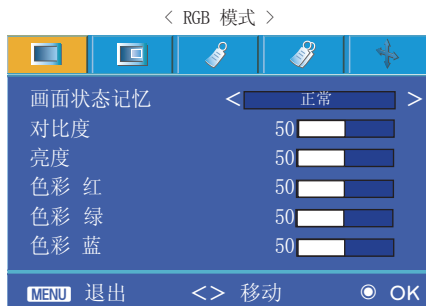 < RGB 模式 >
画面状态记忆 < 正常 >
对比度 50
亮度 50
色彩 红 50
色彩 绿 50
色彩 蓝 50
MENU 退出 <> 移动 ◉ OK